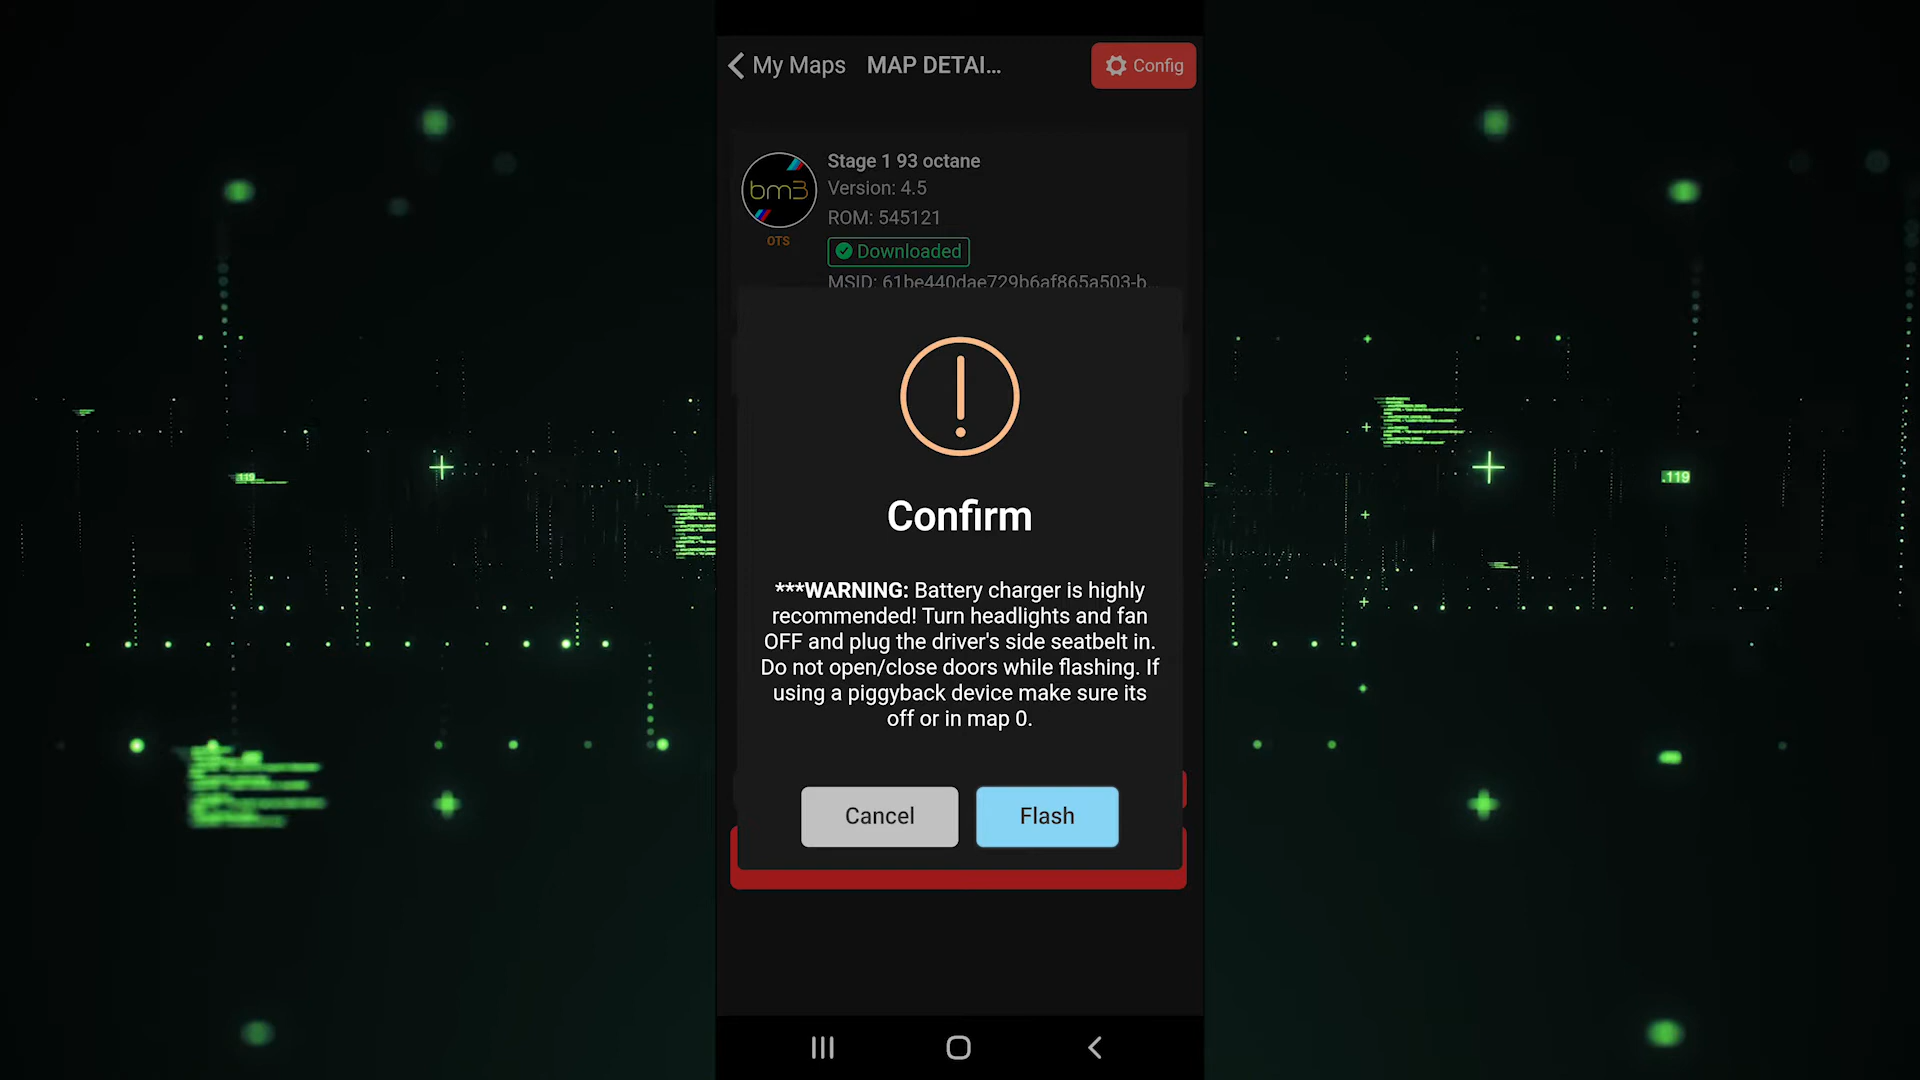 My Maps MAP DETAI... Config
Stage 1 93 octane
bm3
Version: 4.5
ROM: 545121
OTS
Downloaded
MSID: 61be440dae729b6af865a503-b...
Confirm
***WARNING: Battery charger is highly
recommended! Turn headlights and fan
OFF and plug the driver's side seatbelt in.
Do not open/close doors while flashing. If
using a piggyback device make sure its
off or in map 0.
Cancel Flash
.119